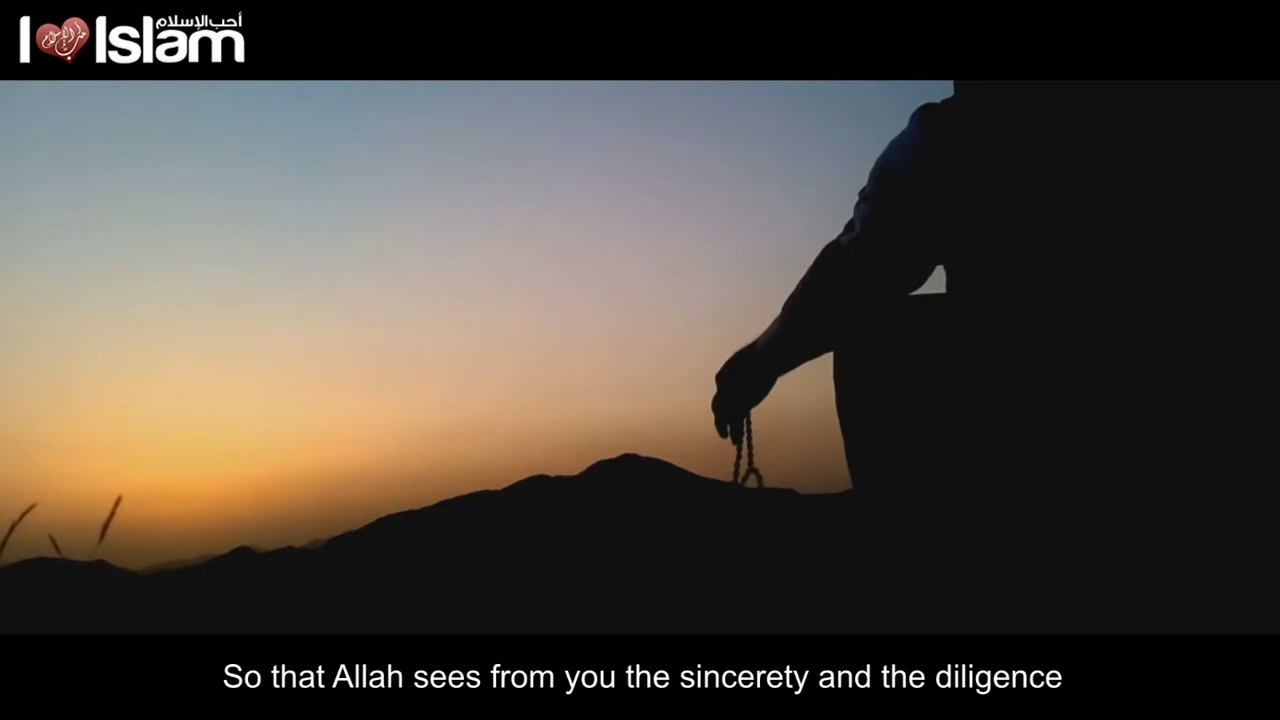 أحب الإسلام
I Islam
So that Allah sees from you the sincerety and the diligence